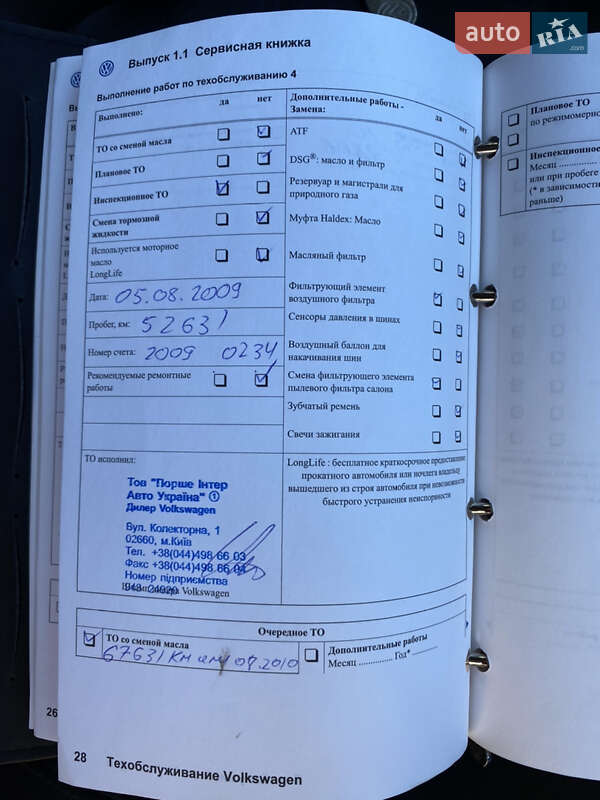 auto RIA .com
Выпуск 1.1 Сервисная книжка
Выполнение работ по техобслуживанию 4
Выполнено:
да нет
ТО со сменой масла
Плановое ТО
Инспекционное ТО
Смена тормозной
жидкости
Используется моторное
масло
LongLife
Дата: 05.08.2009
Пробег, км: 52631
Номер счета: 2009 0234
Рекомендуемые ремонтные
работы
Дополнительные работы -
Замена:
да нет
ATF
DSG®: масло и фильтр
Резервуар и магистрали для
природного газа
Муфта Haldex: Масло
Масляный фильтр
Фильтрующий элемент
воздушного фильтра
Сенсоры давления в шинах
Воздушный баллон для
накачивания шин
Смена фильтрующего элемента
пылевого фильтра салона
Зубчатый ремень
Свечи зажигания
ТО исполнил:
Тов "Порше Інтер
Авто Україна" ①
Дилер Volkswagen
Вул. Колекторна, 1
02660, м.Київ
Тел. +38(044)498 66 03
Факс +38(044)498 66 04
Номер підприємства
Volkswagen
LongLife : бесплатное краткосрочное предоставление
прокатного автомобиля или ночлега владельцу
вышедшего из строя автомобиля при невозможности
быстрого устранения неисправности
Очередное ТО
ТО со сменой масла
67631 км или 08.2010
Дополнительные работы
Месяц ............... Год* ...........
28 Техобслуживание Volkswagen
26
Плановое ТО
по режимомерно
Инспекционное
Месяц ...............
или при пробеге
(* в зависимости
раньше)